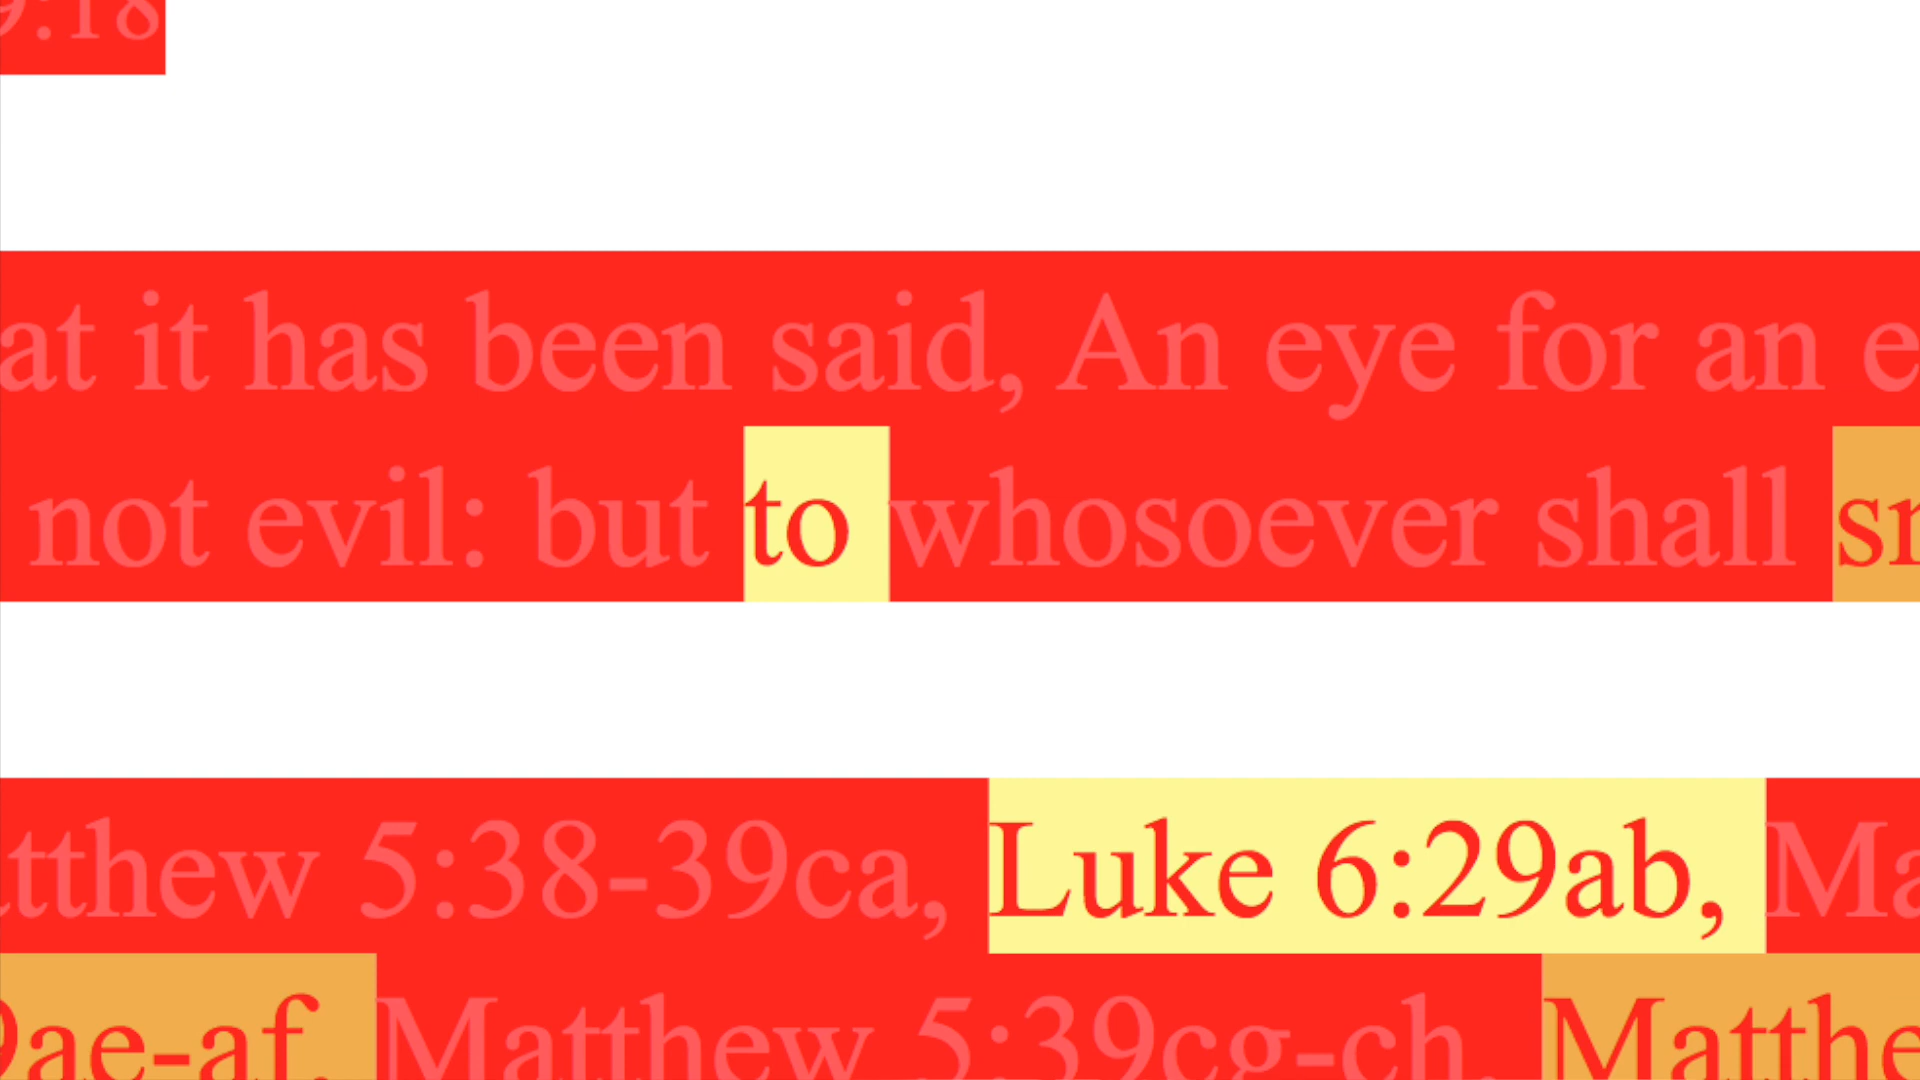 9:18
at it has been said, An eye for an e
not evil: but to whosoever shall
tthew 5:38-39ca, Luke 6:29ab, Ma
9ae-af, Matthew 5:39cg-ch, Matthe